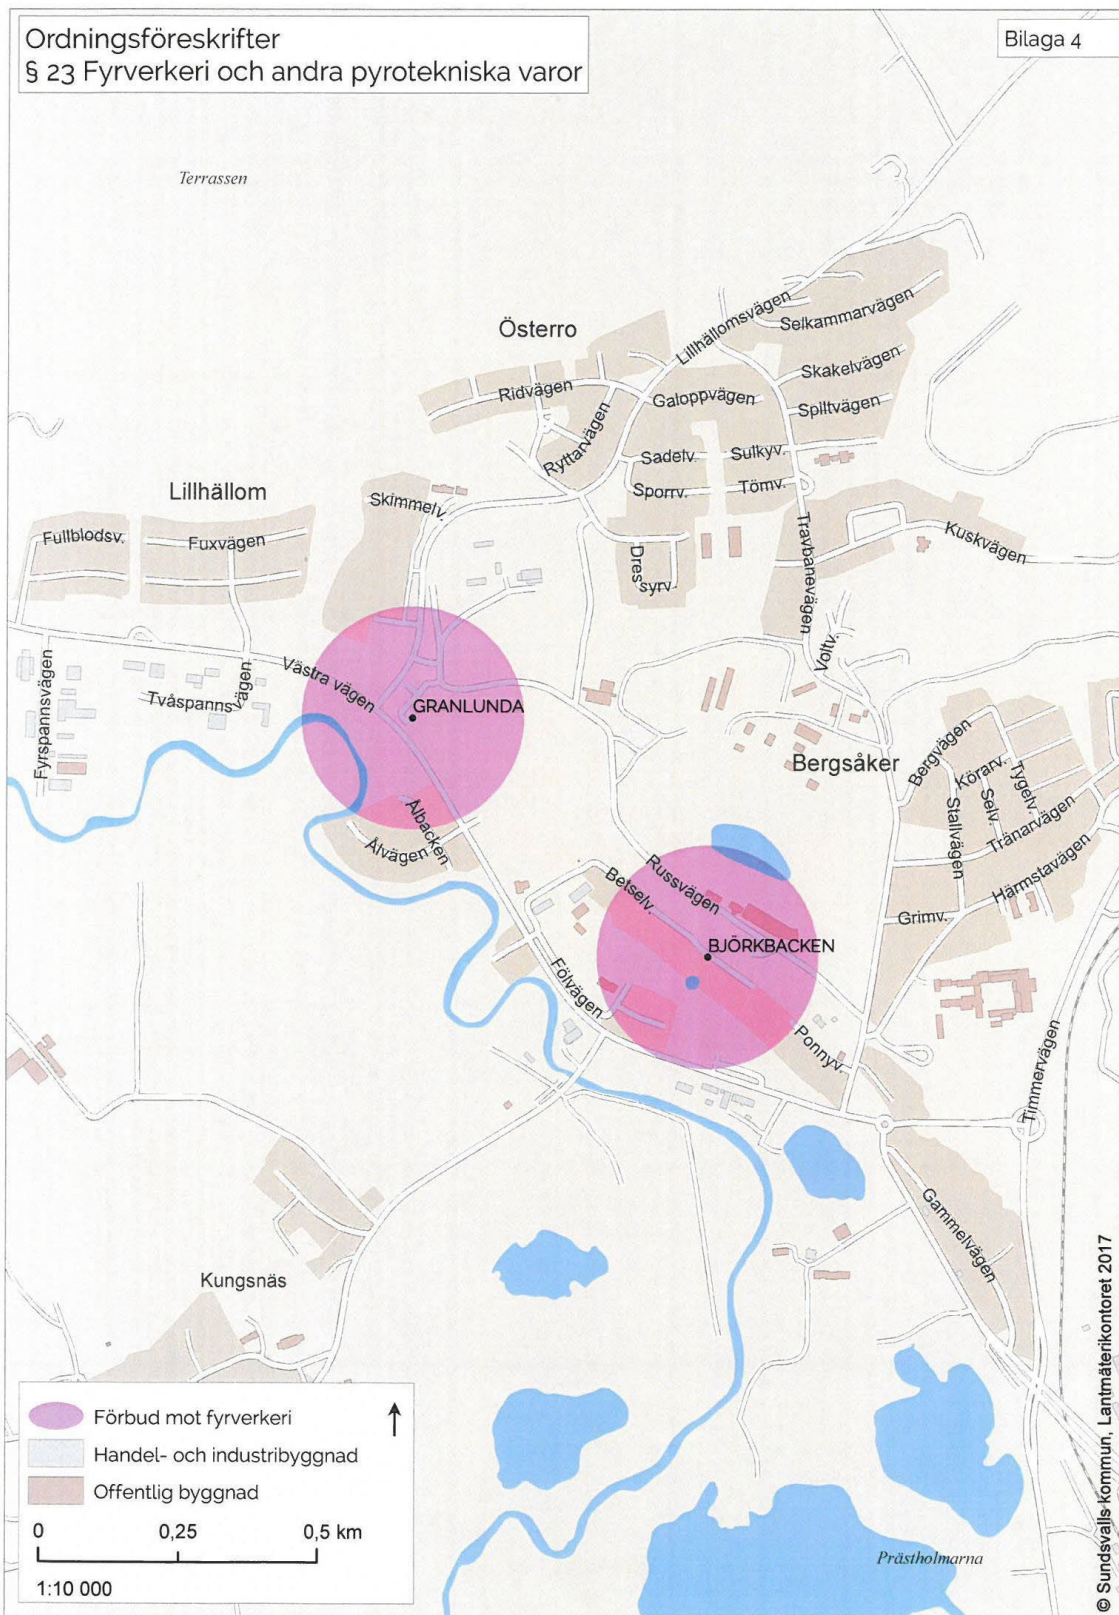 Ordningsföreskrifter
§ 23 Fyrverkeri och andra pyrotekniska varor
Bilaga 4
Terrassen
Österro
Lillhällomsvägen
Selkammarvägen
Skakelvägen
Spiltvägen
Ridvägen
Galoppvägen
Ryttarvägen
Sadelv.
Sulkyv.
Sporrv.
Tömv.
Lillhällom
Skimmelv.
Fullblodsv.
Fuxvägen
Dres
syrv.
Travbanevägen
Kuskvägen
Voltv.
Västra vägen
Tvåspanns
vägen
Fyrspannsvägen
GRANLUNDA
Bergsåker
Bergvägen
Körarv.
Selv.
Tygelv.
Stallvägen
Tränarvägen
Härmstavägen
Grimv.
Ålbacken
Ålvägen
Russvägen
Betselv.
BJÖRKBACKEN
Fölvägen
Ponnyv.
Timmervägen
Gammelvägen
Kungsnäs
Förbud mot fyrverkeri
Handel- och industribyggnad
Offentlig byggnad
0 0,25 0,5 km
1:10 000
Prästholmarna
© Sundsvalls kommun, Lantmäterikontoret 2017